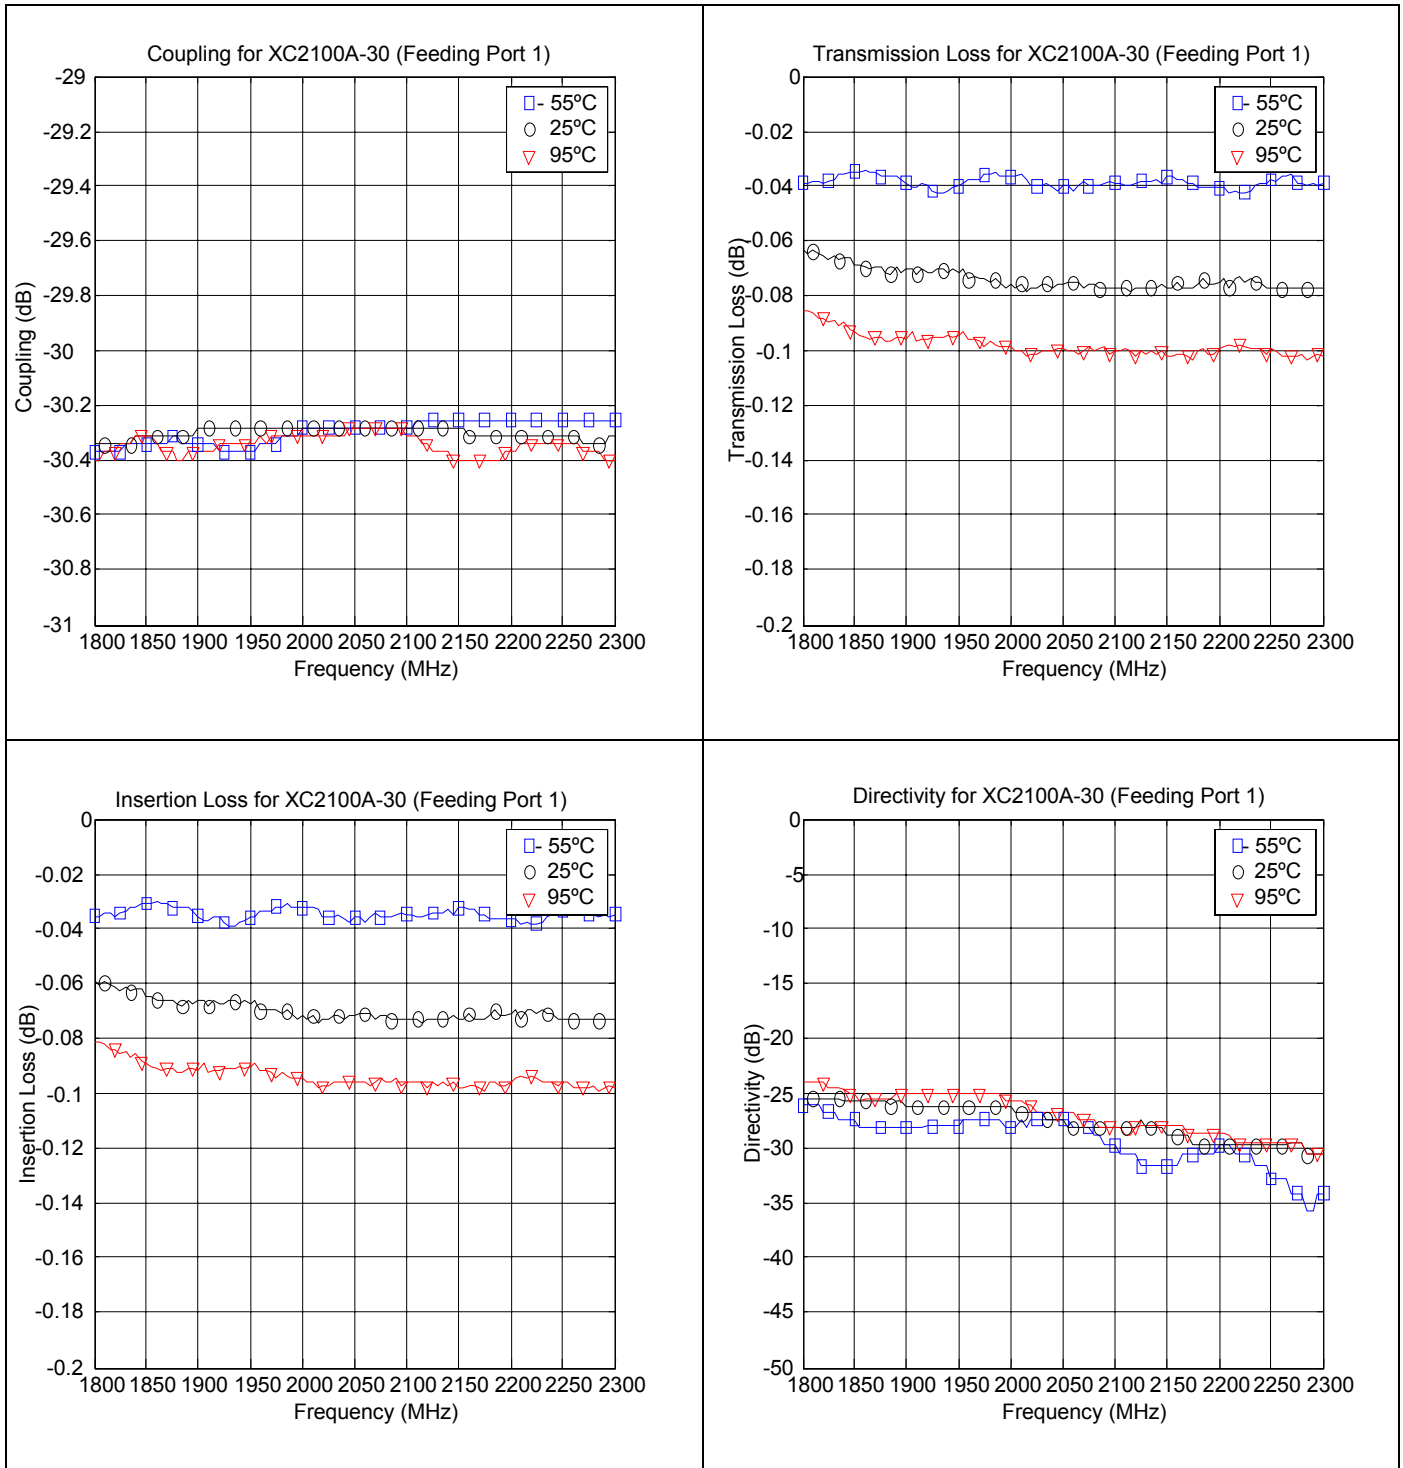 Coupling for XC2100A-30 (Feeding Port 1)
-29
-29.2
-29.4
-29.6
-29.8
-30
-30.2
-30.4
-30.6
-30.8
-31
Coupling (dB)
- 55ºC
25ºC
95ºC
1800 1850 1900 1950 2000 2050 2100 2150 2200 2250 2300
Frequency (MHz)
Transmission Loss for XC2100A-30 (Feeding Port 1)
0
-0.02
-0.04
-0.06
-0.08
-0.1
-0.12
-0.14
-0.16
-0.18
-0.2
Transmission Loss (dB)
- 55ºC
25ºC
95ºC
1800 1850 1900 1950 2000 2050 2100 2150 2200 2250 2300
Frequency (MHz)
Insertion Loss for XC2100A-30 (Feeding Port 1)
0
-0.02
-0.04
-0.06
-0.08
-0.1
-0.12
-0.14
-0.16
-0.18
-0.2
Insertion Loss (dB)
- 55ºC
25ºC
95ºC
1800 1850 1900 1950 2000 2050 2100 2150 2200 2250 2300
Frequency (MHz)
Directivity for XC2100A-30 (Feeding Port 1)
0
-5
-10
-15
-20
-25
-30
-35
-40
-45
-50
Directivity (dB)
- 55ºC
25ºC
95ºC
1800 1850 1900 1950 2000 2050 2100 2150 2200 2250 2300
Frequency (MHz)